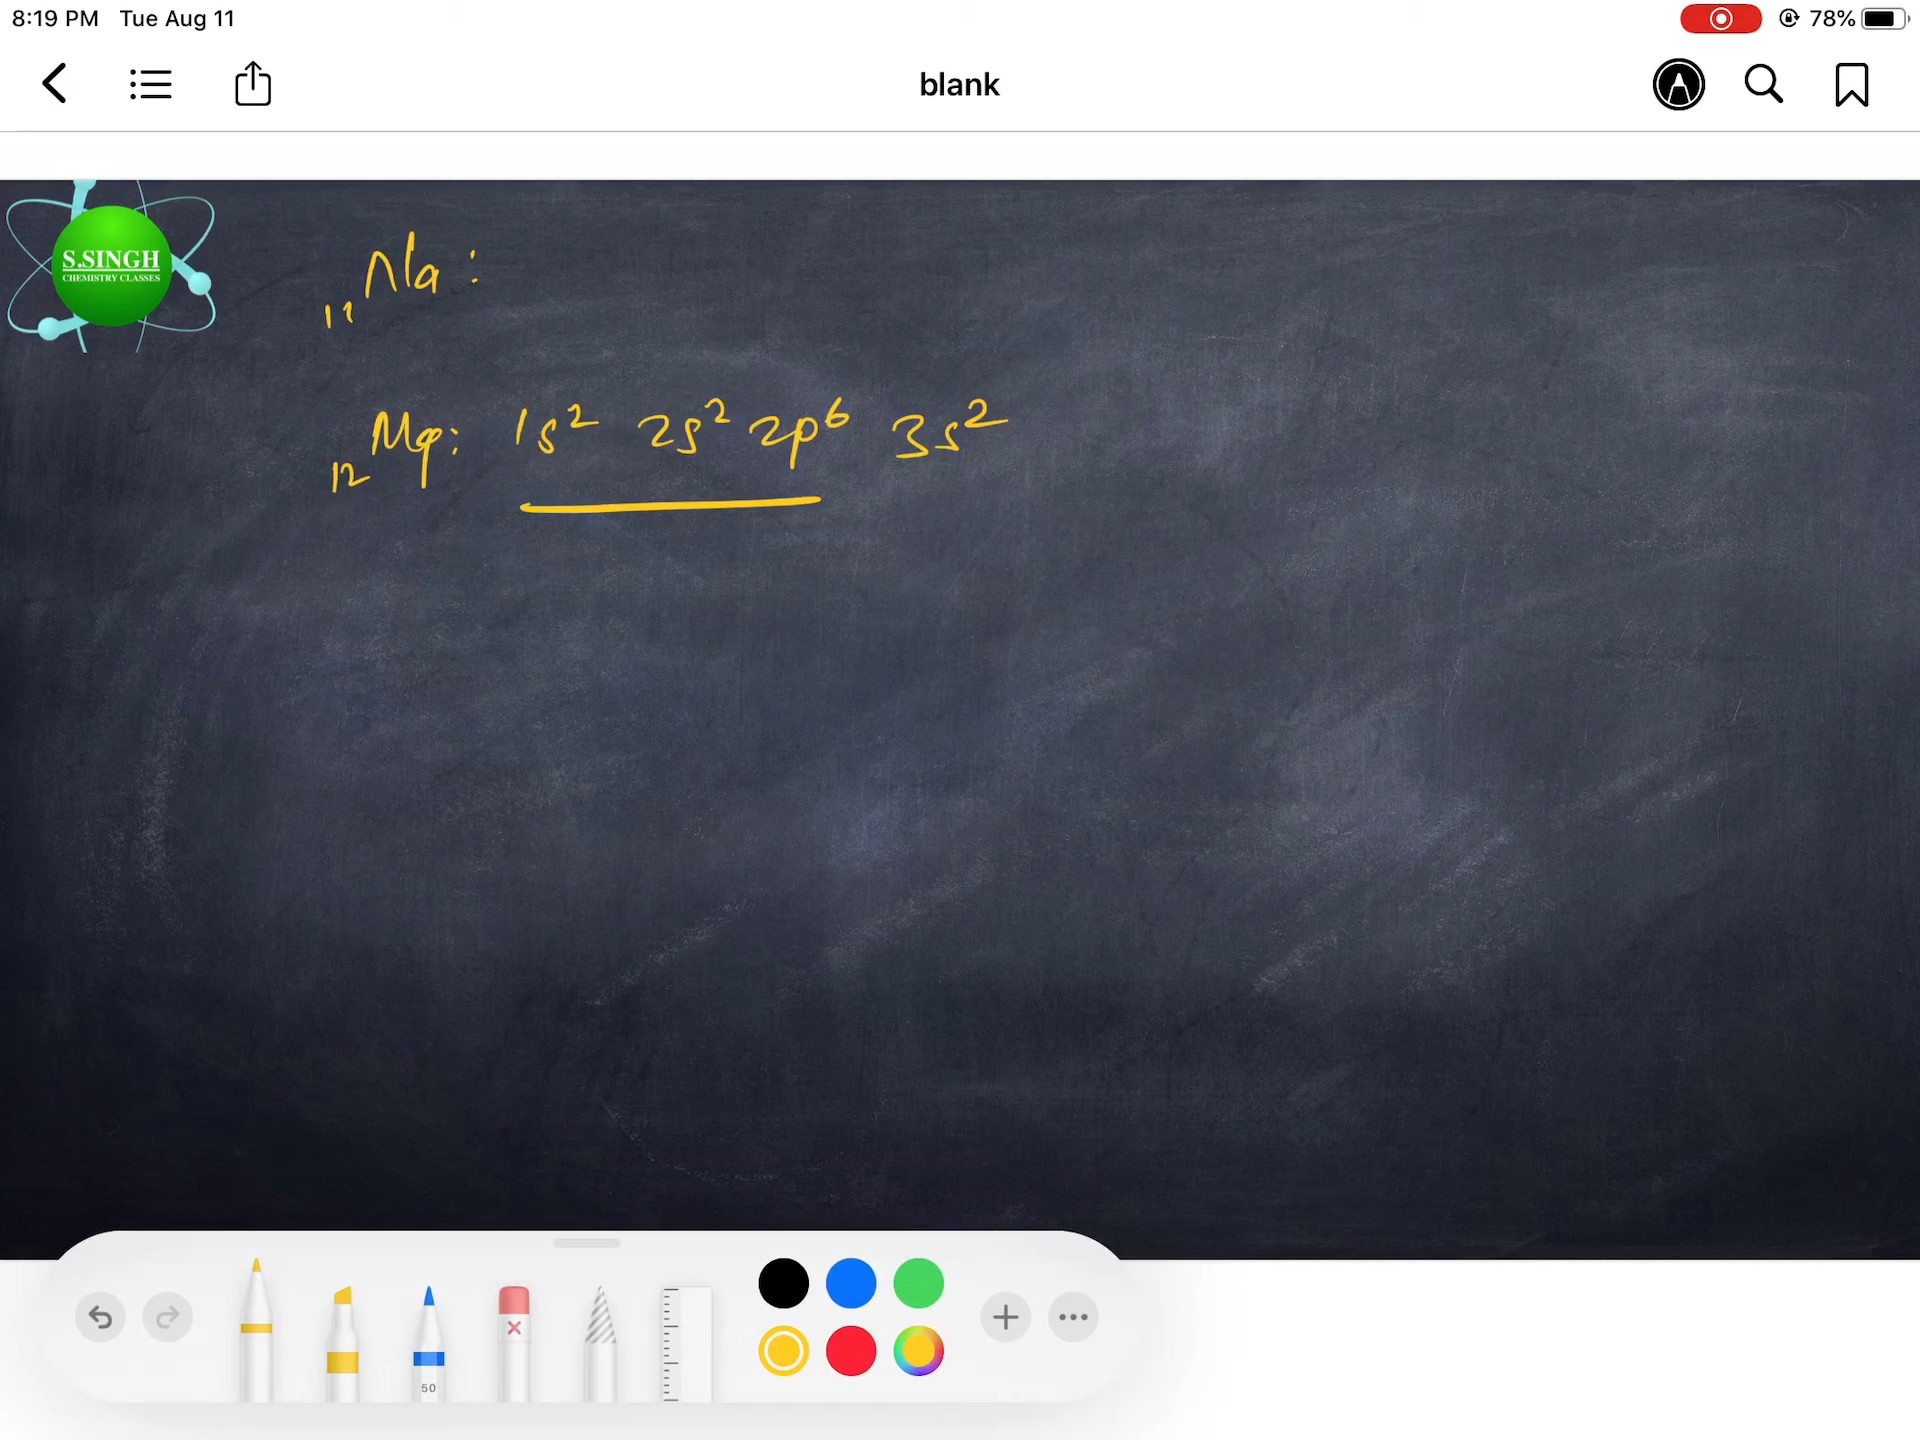 8:19 PM Tue Aug 11
78%
blank
S.SINGH
CHEMISTRY CLASSES
₁₁Na :
₁₂Mg: 1s² 2s² 2p⁶ 3s²
50